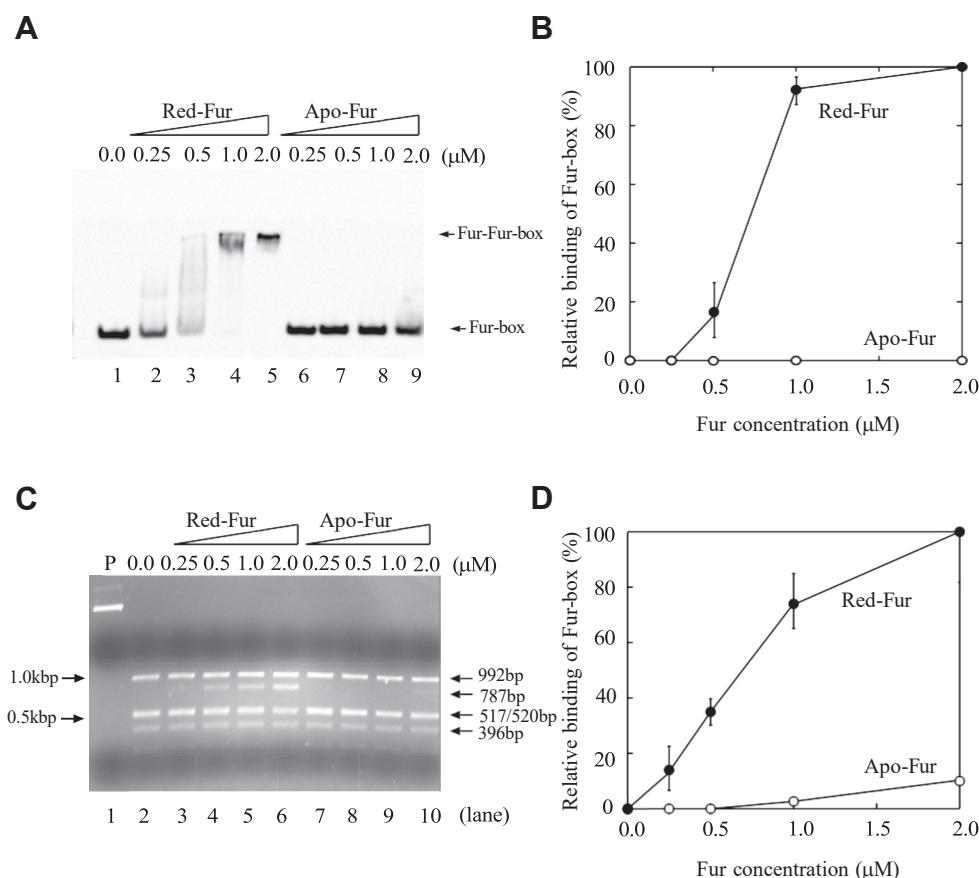 A
Red-Fur Apo-Fur
0.0 0.25 0.5 1.0 2.0 0.25 0.5 1.0 2.0 (μM)
Fur-Fur-box
Fur-box
1 2 3 4 5 6 7 8 9
B
Relative binding of Fur-box (%)
100
80
60
40
20
0
Red-Fur
Apo-Fur
0.0 0.5 1.0 1.5 2.0
Fur concentration (μM)
C
Red-Fur Apo-Fur
P 0.0 0.25 0.5 1.0 2.0 0.25 0.5 1.0 2.0 (μM)
1.0kbp
0.5kbp
992bp
787bp
517/520bp
396bp
1 2 3 4 5 6 7 8 9 10 (lane)
D
Relative binding of Fur-box (%)
100
80
60
40
20
0
Red-Fur
Apo-Fur
0.0 0.5 1.0 1.5 2.0
Fur concentration (μM)